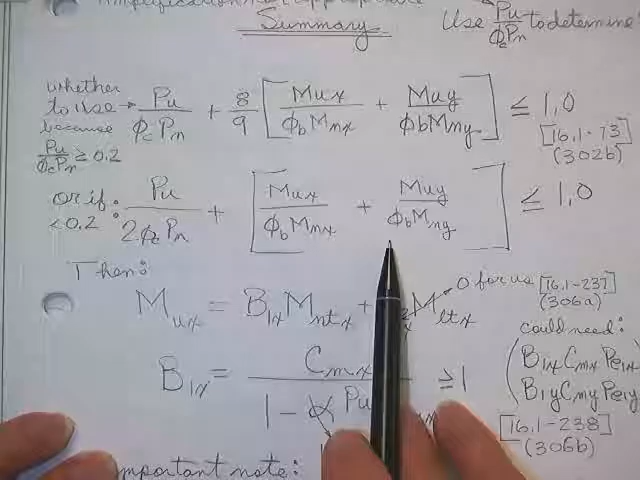 Summary
Use Pu/ϕcPn to determine
whether to use → because Pu/ϕcPn ≥ 0.2
Pu/ϕcPn + 8/9 [ Mux/ϕbMnx + Muy/ϕbMny ] ≤ 1.0
[16.1-73]
(302b)
or if < 0.2 :
Pu/2ϕcPn + [ Mux/ϕbMnx + Muy/ϕbMny ] ≤ 1.0
Then:
Mux = B1xMntx + Mltx
0 for us
[16.1-237]
(306a)
B1x = Cmx / 1 - α Pu ≥ 1
could need:
( B1x Cmx Pe1x
B1y Cmy Pe1y
[16.1-238]
(306b)
important note: